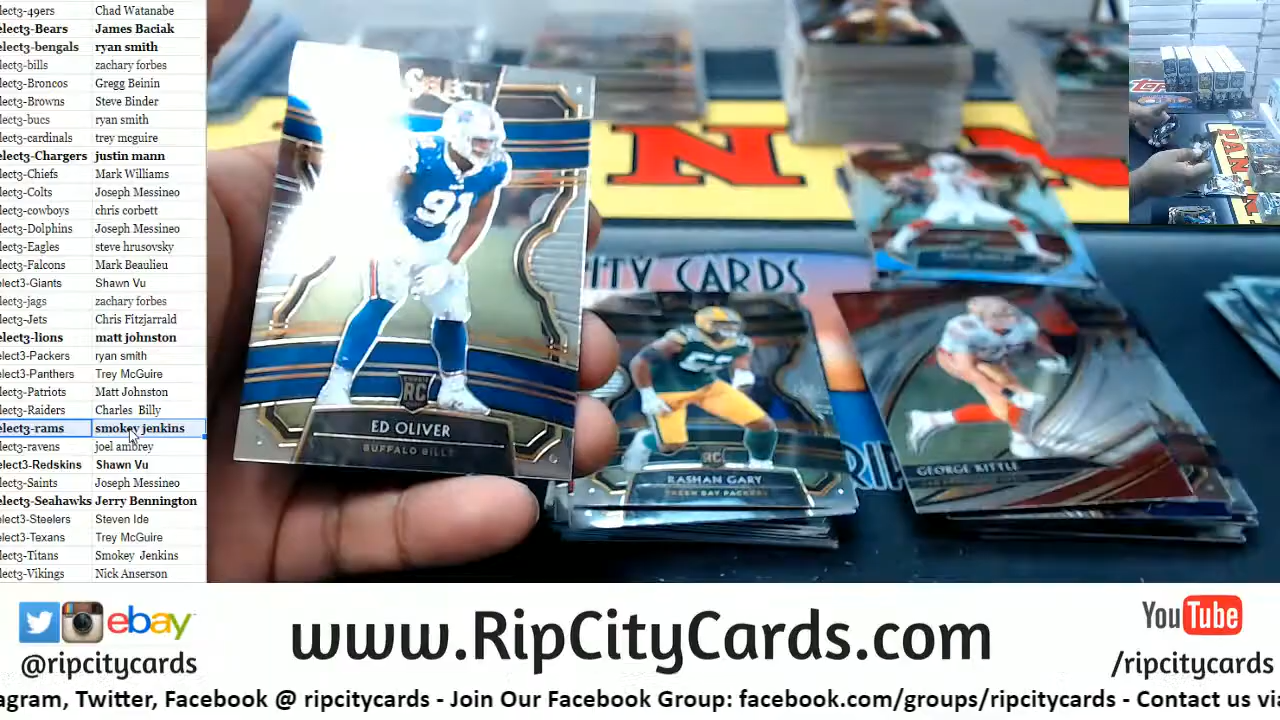 elect3-49ers Chad Watanabe
elect3-Bears James Baciak
elect3-bengals ryan smith
elect3-bills zachary forbes
elect3-Broncos Gregg Beinin
elect3-Browns Steve Binder
elect3-bucs ryan smith
elect3-cardinals trey mcguire
elect3-Chargers justin mann
elect3-Chiefs Mark Williams
elect3-Colts Joseph Messineo
elect3-cowboys chris corbett
elect3-Dolphins Joseph Messineo
elect3-Eagles steve hrusovsky
elect3-Falcons Mark Beaulieu
elect3-Giants Shawn Vu
elect3-jags zachary forbes
elect3-Jets Chris Fitzjarrald
elect3-lions matt johnston
elect3-Packers ryan smith
elect3-Panthers Trey McGuire
elect3-Patriots Matt Johnston
elect3-Raiders Charles Billy
elect3-rams smokey jenkins
elect3-ravens joel ambrey
elect3-Redskins Shawn Vu
elect3-Saints Joseph Messineo
elect3-Seahawks Jerry Bennington
elect3-Steelers Steven Ide
elect3-Texans Trey McGuire
elect3-Titans Smokey Jenkins
elect3-Vikings Nick Anserson
SELECT
91
RC
ED OLIVER
BUFFALO BILLS
ITY CARDS
RC
RASHAN GARY
GREEN BAY PACKERS
GEORGE KITTLE
PANINI
ebay
@ripcitycards
www.RipCityCards.com
YouTube
/ripcitycards
agram, Twitter, Facebook @ ripcitycards - Join Our Facebook Group: facebook.com/groups/ripcitycards - Contact us via